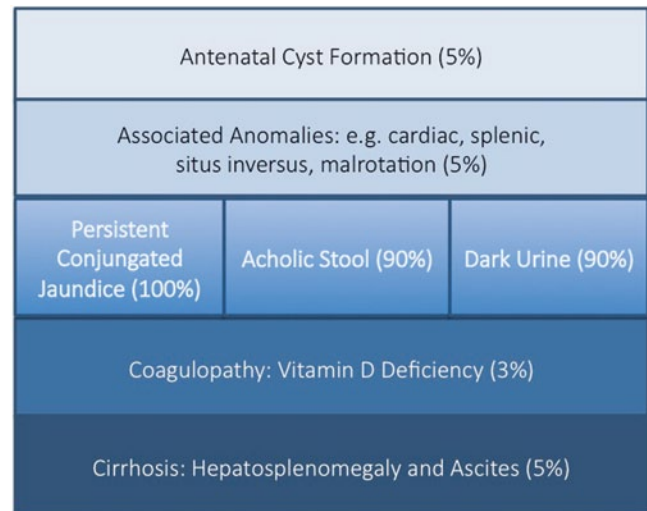 Antenatal Cyst Formation (5%)
Associated Anomalies: e.g. cardiac, splenic,
situs inversus, malrotation (5%)
Persistent
Conjungated
Jaundice (100%)
Acholic Stool (90%)
Dark Urine (90%)
Coagulopathy: Vitamin D Deficiency (3%)
Cirrhosis: Hepatosplenomegaly and Ascites (5%)